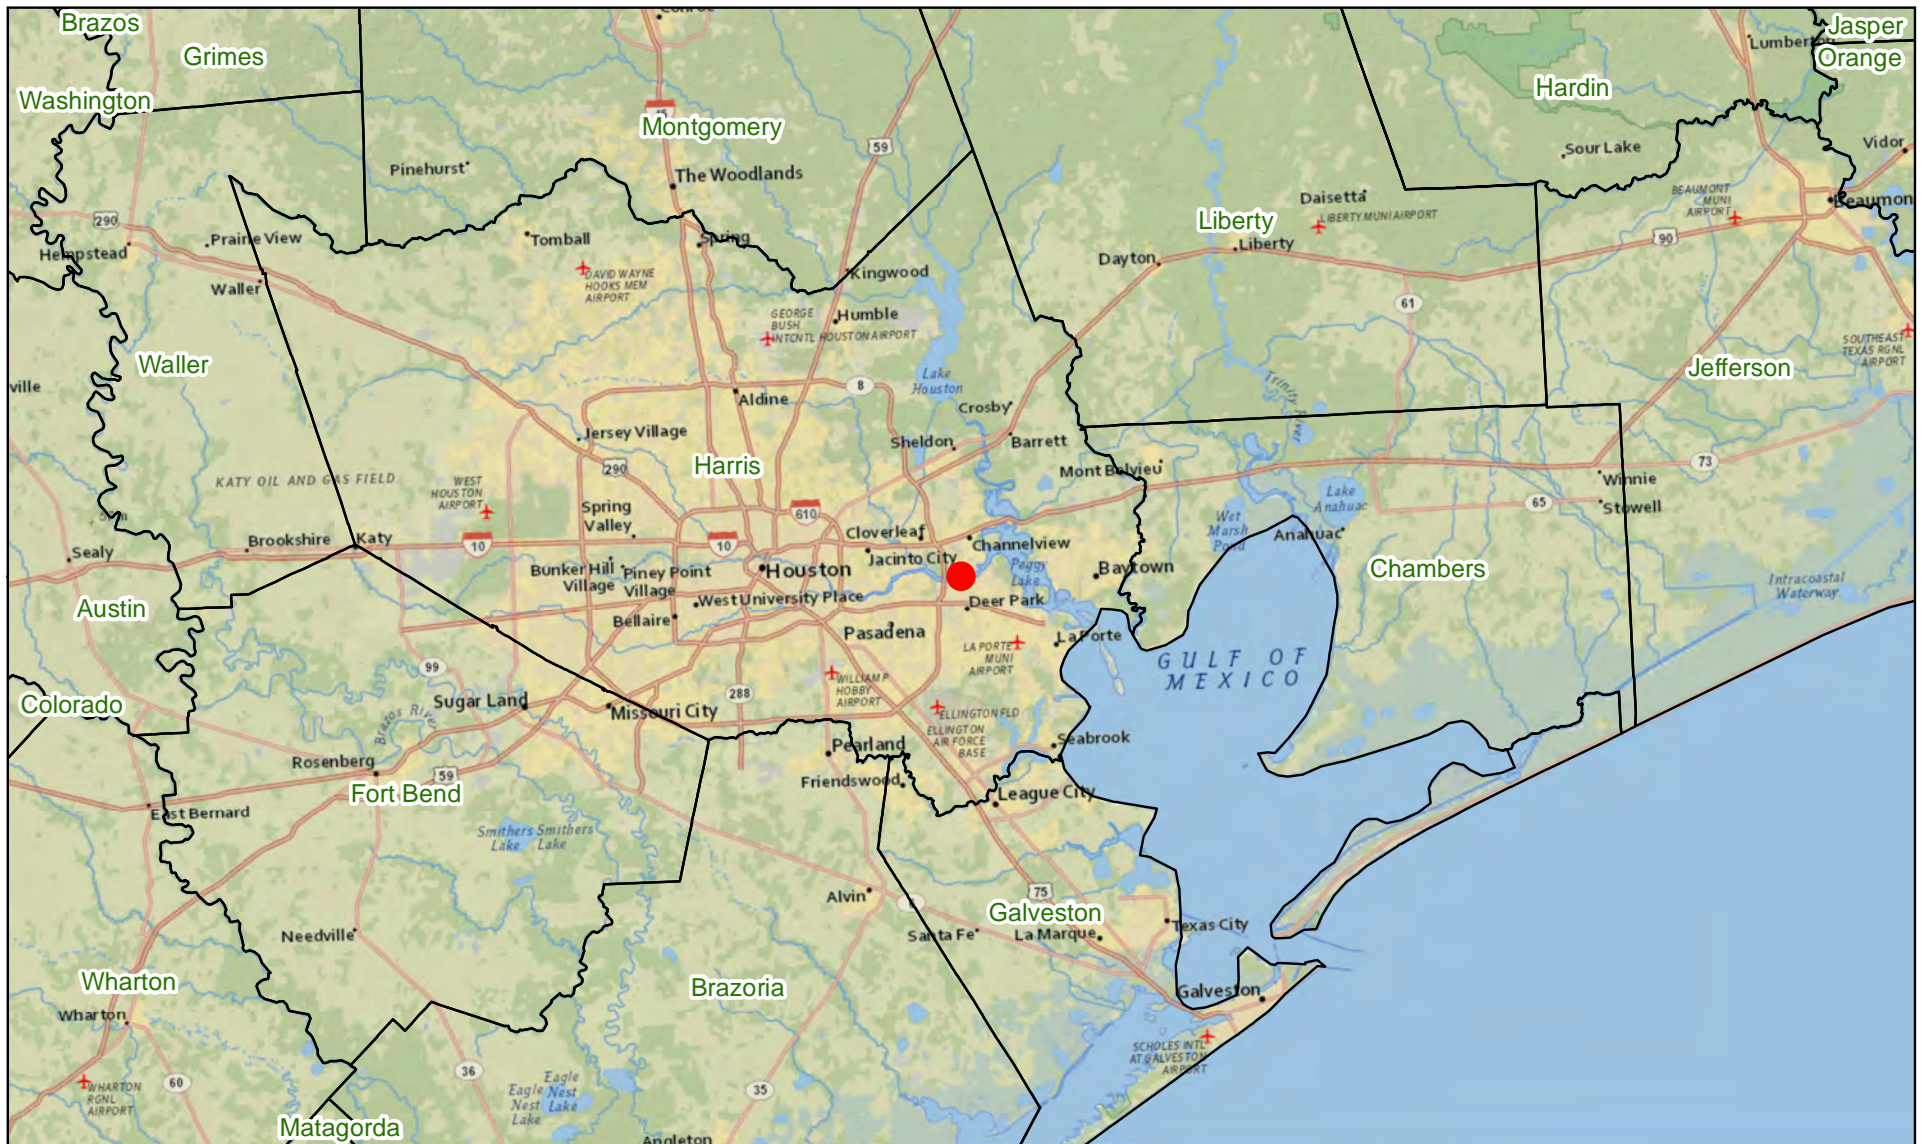 Brazos
Grimes
Conroe
Jasper
Lumberton
Orange
Hardin
Washington
45
Montgomery
59
Sour Lake
Vidor
Pinehurst
The Woodlands
Daisetta
BEAUMONT
MUNI
AIRPORT
Beaumont
LIBERTY MUNI AIRPORT
290
Liberty
Prairie View
Tomball
Spring
Liberty
90
Hempstead
Dayton
Kingwood
DAVID WAYNE
HOOKS MEM
AIRPORT
Waller
61
GEORGE
BUSH
INTCNTL HOUSTON AIRPORT
Humble
SOUTHEAST
TEXAS RGNL
AIRPORT
Waller
Jefferson
ville
Lake
Houston
8
Trinity River
Aldine
Crosby
Jersey Village
Sheldon
Barrett
290
Harris
Mont Belvieu
73
KATY OIL AND GAS FIELD
Winnie
WEST
HOUSTON
AIRPORT
Lake
Anahuac
65
Stowell
Spring
Valley
610
Wet
Marsh
Pond
Cloverleaf
Anahuac
Brookshire
Katy
10
10
Channelview
Sealy
Jacinto City
Bunker Hill
Village
Piney Point
Village
Houston
Peggy
Lake
Baytown
Chambers
Intracoastal
Waterway
Austin
West University Place
Deer Park
Bellaire
Pasadena
La Porte
LA PORTE
MUNI
AIRPORT
GULF OF
MEXICO
99
WILLIAM P
HOBBY
AIRPORT
288
Colorado
Sugar Land
Missouri City
Brazos River
ELLINGTON FLD
ELLINGTON
AIR FORCE
BASE
Seabrook
Pearland
Rosenberg
59
Friendswood
Fort Bend
League City
East Bernard
Smithers
Lake
Smithers
Lake
75
Alvin
6
Galveston
Texas City
Needville
Santa Fe
La Marque
Wharton
Brazoria
Galveston
Wharton
SCHOLES INTL
AT GALVESTON
AIRPORT
36
60
WHARTON
RGNL
AIRPORT
Eagle
Nest
Lake
Eagle
Nest
Lake
35
Matagorda
Angleton